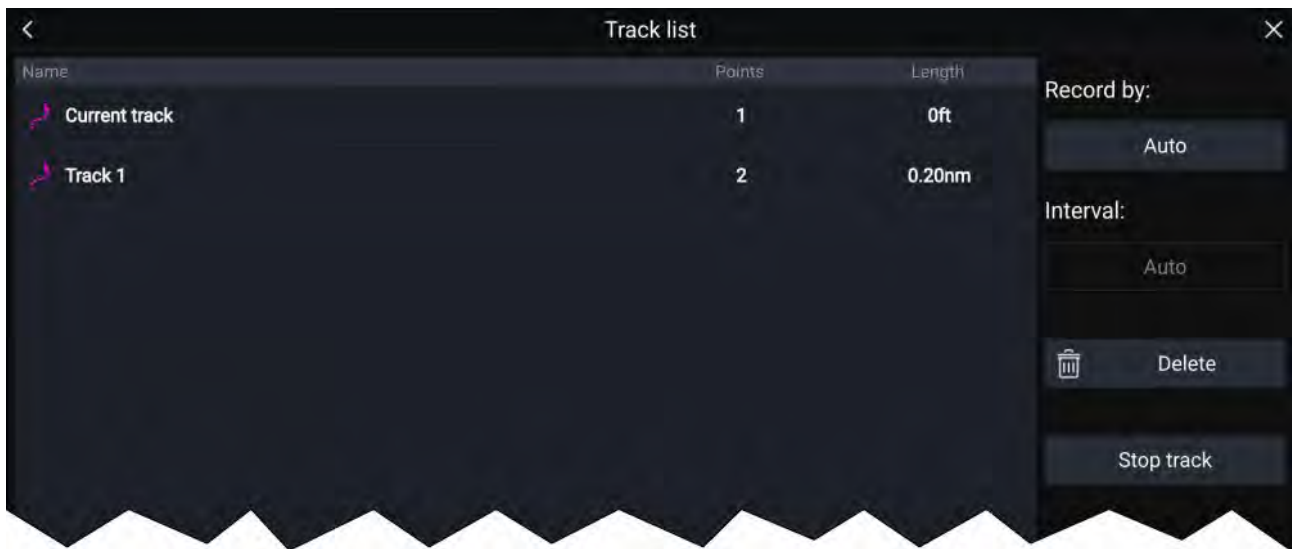 Track list
Name Points Length
Current track 1 0ft
Track 1 2 0.20nm
Record by:
Auto
Interval:
Auto
Delete
Stop track